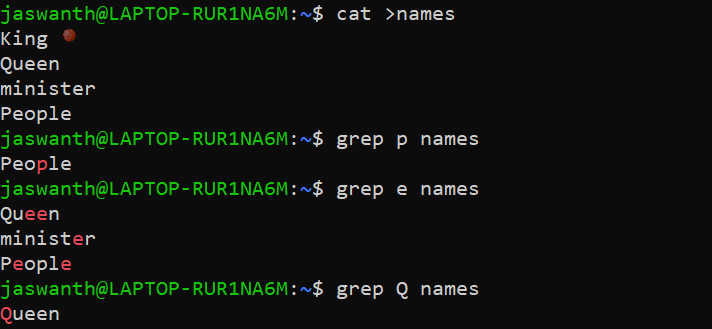 jaswanth@LAPTOP-RUR1NA6M:~$ cat >names
King
Queen
minister
People
jaswanth@LAPTOP-RUR1NA6M:~$ grep p names
People
jaswanth@LAPTOP-RUR1NA6M:~$ grep e names
Queen
minister
People
jaswanth@LAPTOP-RUR1NA6M:~$ grep Q names
Queen